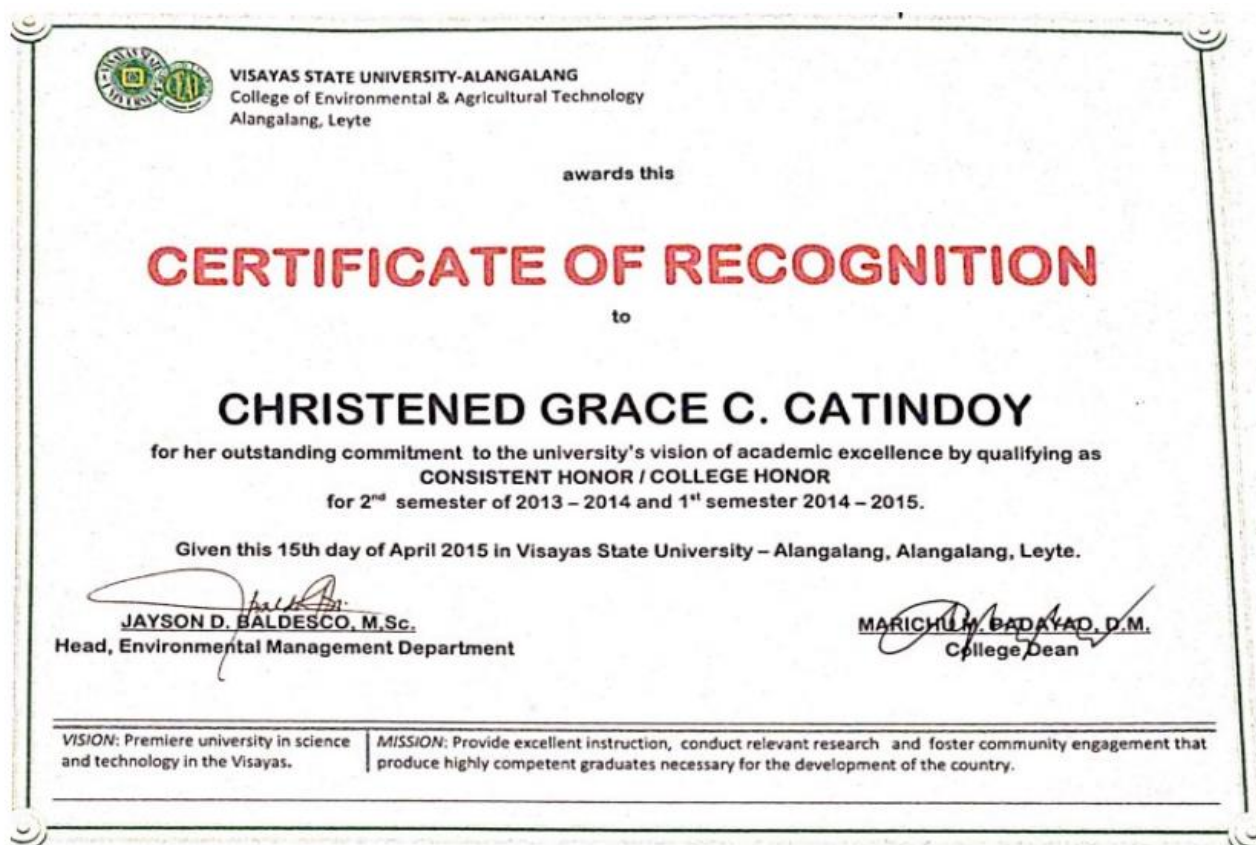 VISAYAS STATE UNIVERSITY-ALANGALANG
College of Environmental & Agricultural Technology
Alangalang, Leyte
awards this
CERTIFICATE OF RECOGNITION
to
CHRISTENED GRACE C. CATINDOY
for her outstanding commitment to the university's vision of academic excellence by qualifying as
CONSISTENT HONOR / COLLEGE HONOR
for 2nd semester of 2013 – 2014 and 1st semester 2014 – 2015.
Given this 15th day of April 2015 in Visayas State University – Alangalang, Alangalang, Leyte.
JAYSON D. BALDESCO, M,Sc.
Head, Environmental Management Department
MARICHU M. BADAYAD, D.M.
College Dean
VISION: Premiere university in science
and technology in the Visayas.
MISSION: Provide excellent instruction, conduct relevant research and foster community engagement that
produce highly competent graduates necessary for the development of the country.